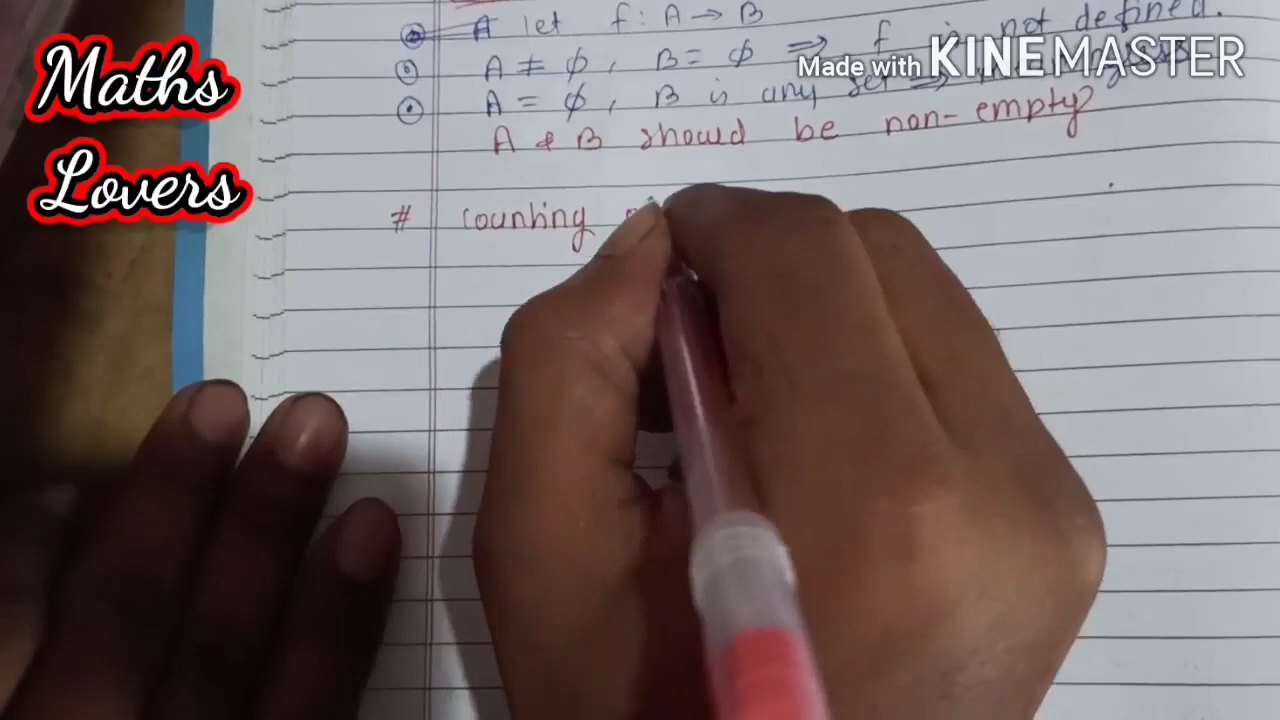 Maths
Lovers
Made with KINEMASTER
A let f : A → B
A ≠ ϕ , B = ϕ ⇒ f is not defined.
A = ϕ , B is any set ⇒
A & B should be non-empty
# counting